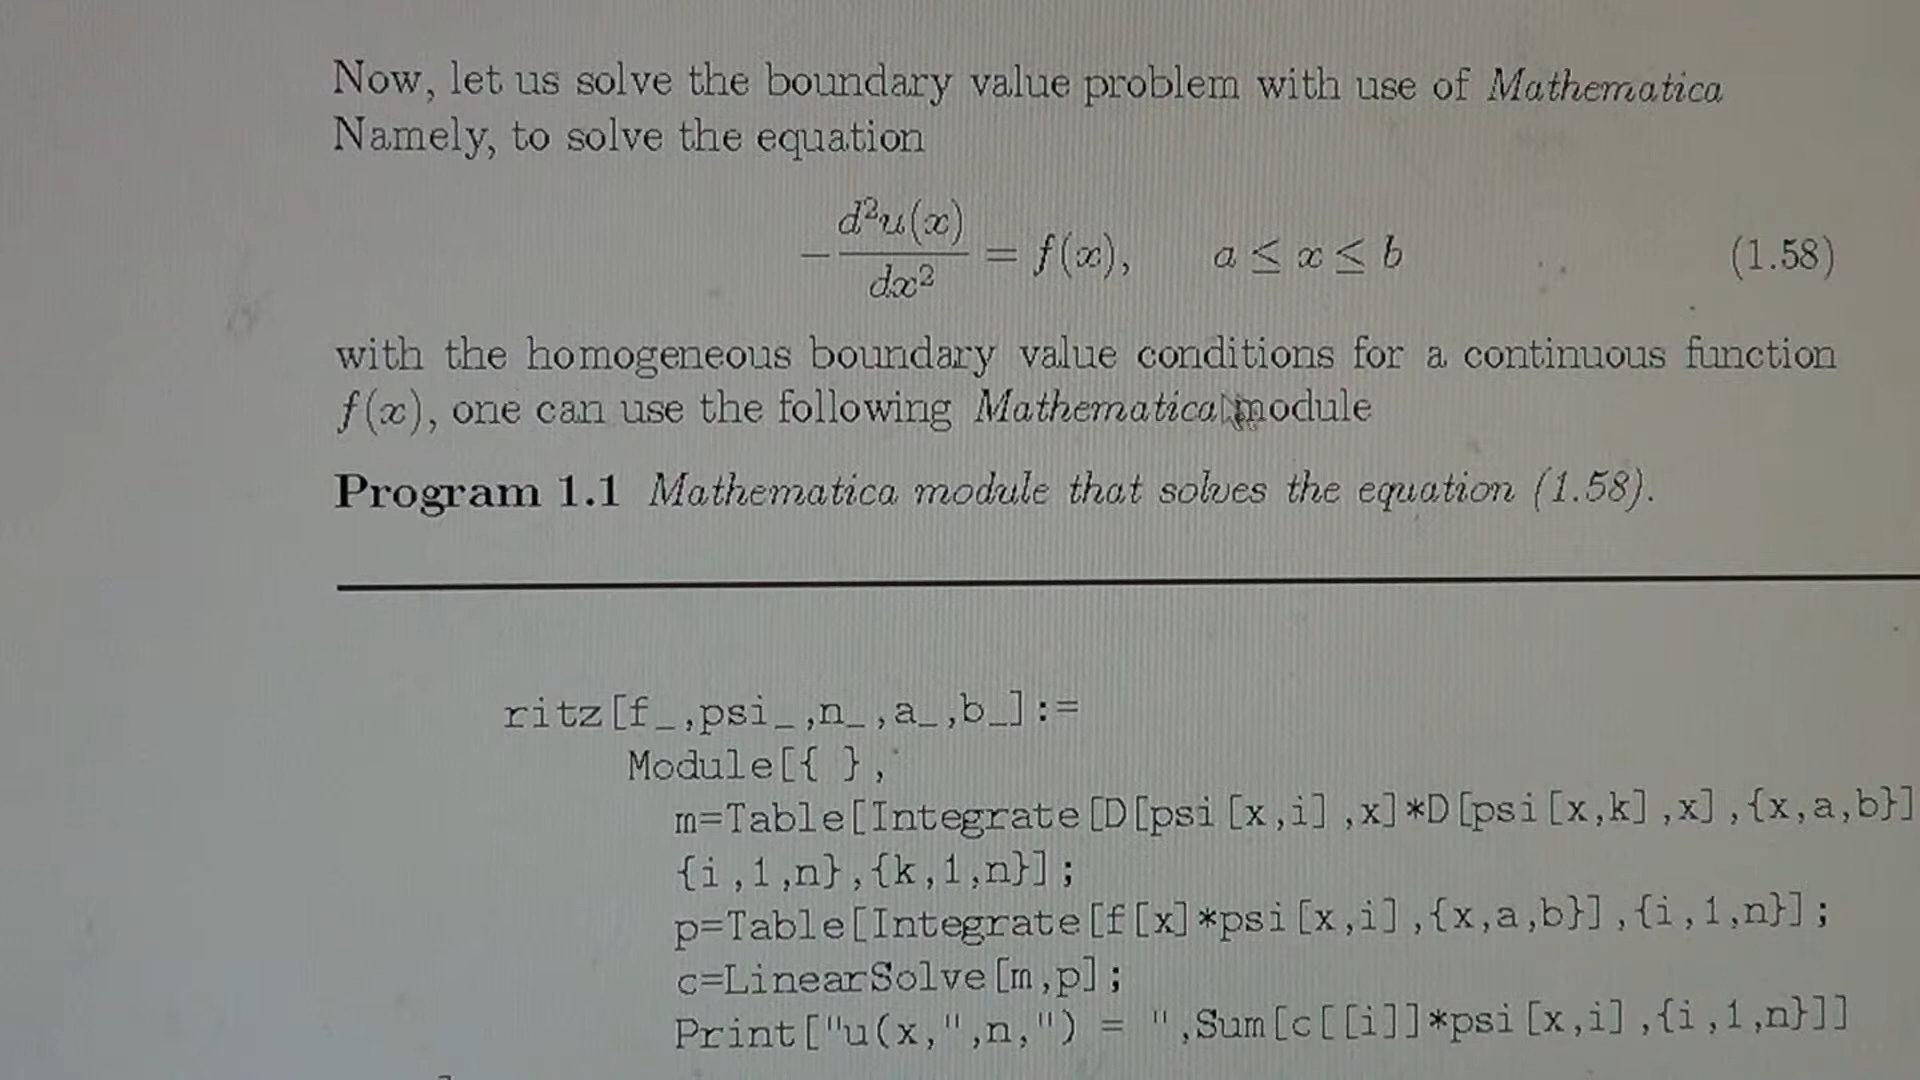 Now, let us solve the boundary value problem with use of Mathematica
Namely, to solve the equation
−d²u(x)/dx² = f(x), a ≤ x ≤ b (1.58)
with the homogeneous boundary value conditions for a continuous function
f(x), one can use the following Mathematica module
Program 1.1 Mathematica module that solves the equation (1.58).
ritz[f_,psi_,n_,a_,b_]:=
Module[{ },
m=Table[Integrate[D[psi[x,i],x]*D[psi[x,k],x],{x,a,b}]
{i,1,n},{k,1,n}];
p=Table[Integrate[f[x]*psi[x,i],{x,a,b}],{i,1,n}];
c=LinearSolve[m,p];
Print["u(x,",n,") = ",Sum[c[[i]]*psi[x,i],{i,1,n}]]